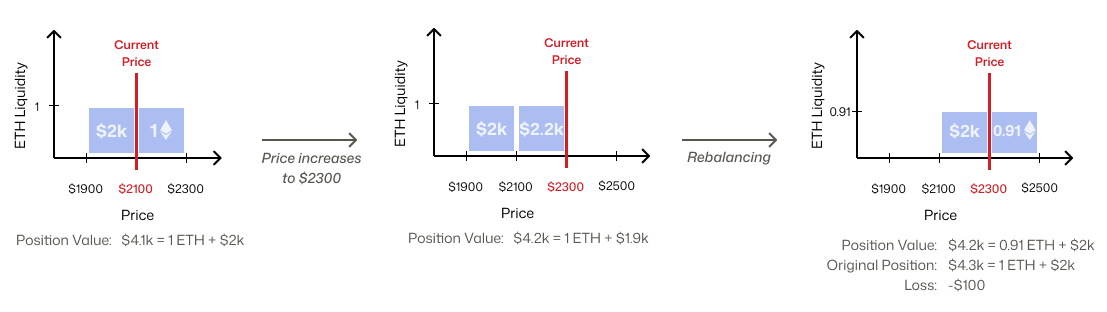 Current
Price
ETH Liquidity
1
$2k
1
$1900
$2100
$2300
Price
Position Value: $4.1k = 1 ETH + $2k
Price increases
to $2300
Current
Price
ETH Liquidity
1
$2k
$2.2k
$1900
$2100
$2300
$2500
Price
Position Value: $4.2k = 1 ETH + $1.9k
Rebalancing
Current
Price
ETH Liquidity
0.91
$2k
0.91
$1900
$2100
$2300
$2500
Price
Position Value: $4.2k = 0.91 ETH + $2k
Original Position: $4.3k = 1 ETH + $2k
Loss: -$100